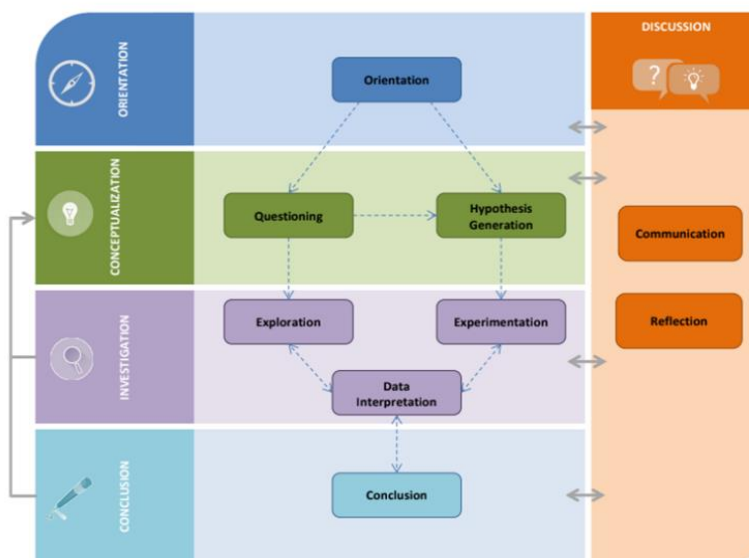 DISCUSSION
?
ORIENTATION
Orientation
CONCEPTUALIZATION
Questioning
Hypothesis
Generation
Communication
INVESTIGATION
Exploration
Experimentation
Reflection
Data
Interpretation
CONCLUSION
Conclusion